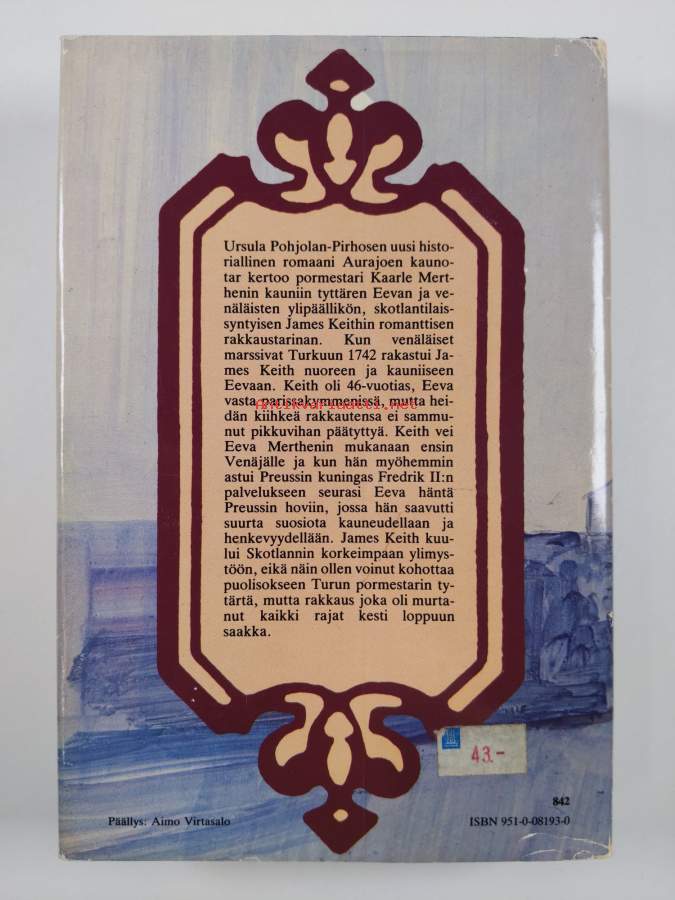 Ursula Pohjolan-Pirhosen uusi histo-
riallinen romaani Aurajoen kauno-
tar kertoo pormestari Kaarle Mert-
henin kauniin tyttären Eevan ja ve-
näläisten ylipäällikön, skotlantilais-
syntyisen James Keithin romanttisen
rakkaustarinan. Kun venäläiset
marssivat Turkuun 1742 rakastui Ja-
mes Keith nuoreen ja kauniiseen
Eevaan. Keith oli 46-vuotias, Eeva
vasta parissakymmenissä, mutta hei-
Antikvariaatti.net
dän kiihkeä rakkautensa ei sammu-
nut pikkuvihan päätyttyä. Keith vei
Eeva Merthenin mukanaan ensin
Venäjälle ja kun hän myöhemmin
astui Preussin kuningas Fredrik II:n
palvelukseen seurasi Eeva häntä
Preussin hoviin, jossa hän saavutti
suurta suosiota kauneudellaan ja
henkevyydellään. James Keith kuu-
lui Skotlannin korkeimpaan ylimys-
töön, eikä näin ollen voinut kohottaa
puolisokseen Turun pormestarin ty-
tärtä, mutta rakkaus joka oli murta-
nut kaikki rajat kesti loppuun
saakka.
43.-
842
Päällys: Aimo Virtasalo
ISBN 951-0-08193-0